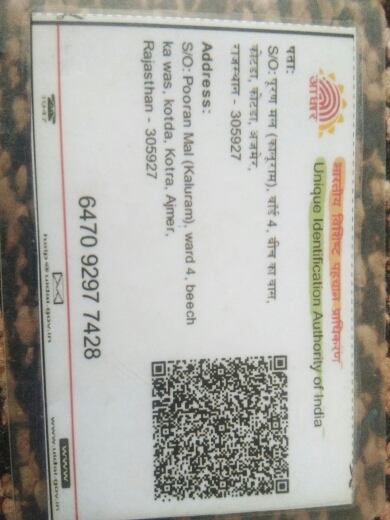 भारतीय विशिष्ट पहचान प्राधिकरण
Unique Identification Authority of India
आधार
पता:
S/O: पूरण मल (कालूराम), वार्ड 4, बीच का वास,
कोटडा, कोटडा, अजमेर,
राजस्थान - 305927
Address:
S/O: Pooran Mal (Kaluram), ward 4, beech
ka was, kotda, Kotra, Ajmer,
Rajasthan - 305927
6470 9297 7428
1947
help@uidai.gov.in
www
www.uidai.gov.in